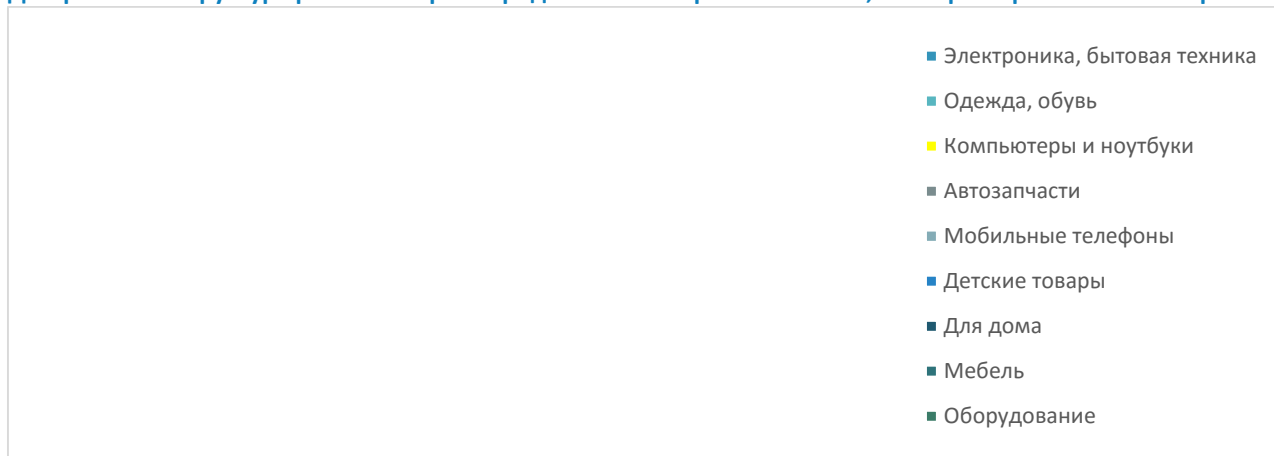 Электроника, бытовая техника
Одежда, обувь
Компьютеры и ноутбуки
Автозапчасти
Мобильные телефоны
Детские товары
Для дома
Мебель
Оборудование